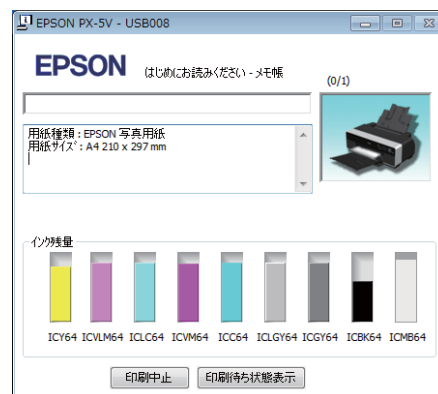 EPSON PX-5V - USB008
EPSON はじめにお読みください - メモ帳
(0/1)
用紙種類 : EPSON 写真用紙
用紙サイズ : A4 210 x 297 mm
インク残量
ICY64 ICVLM64 ICLC64 ICVM64 ICC64 ICLGY64 ICGY64 ICBK64 ICMB64
印刷中止 印刷待ち状態表示